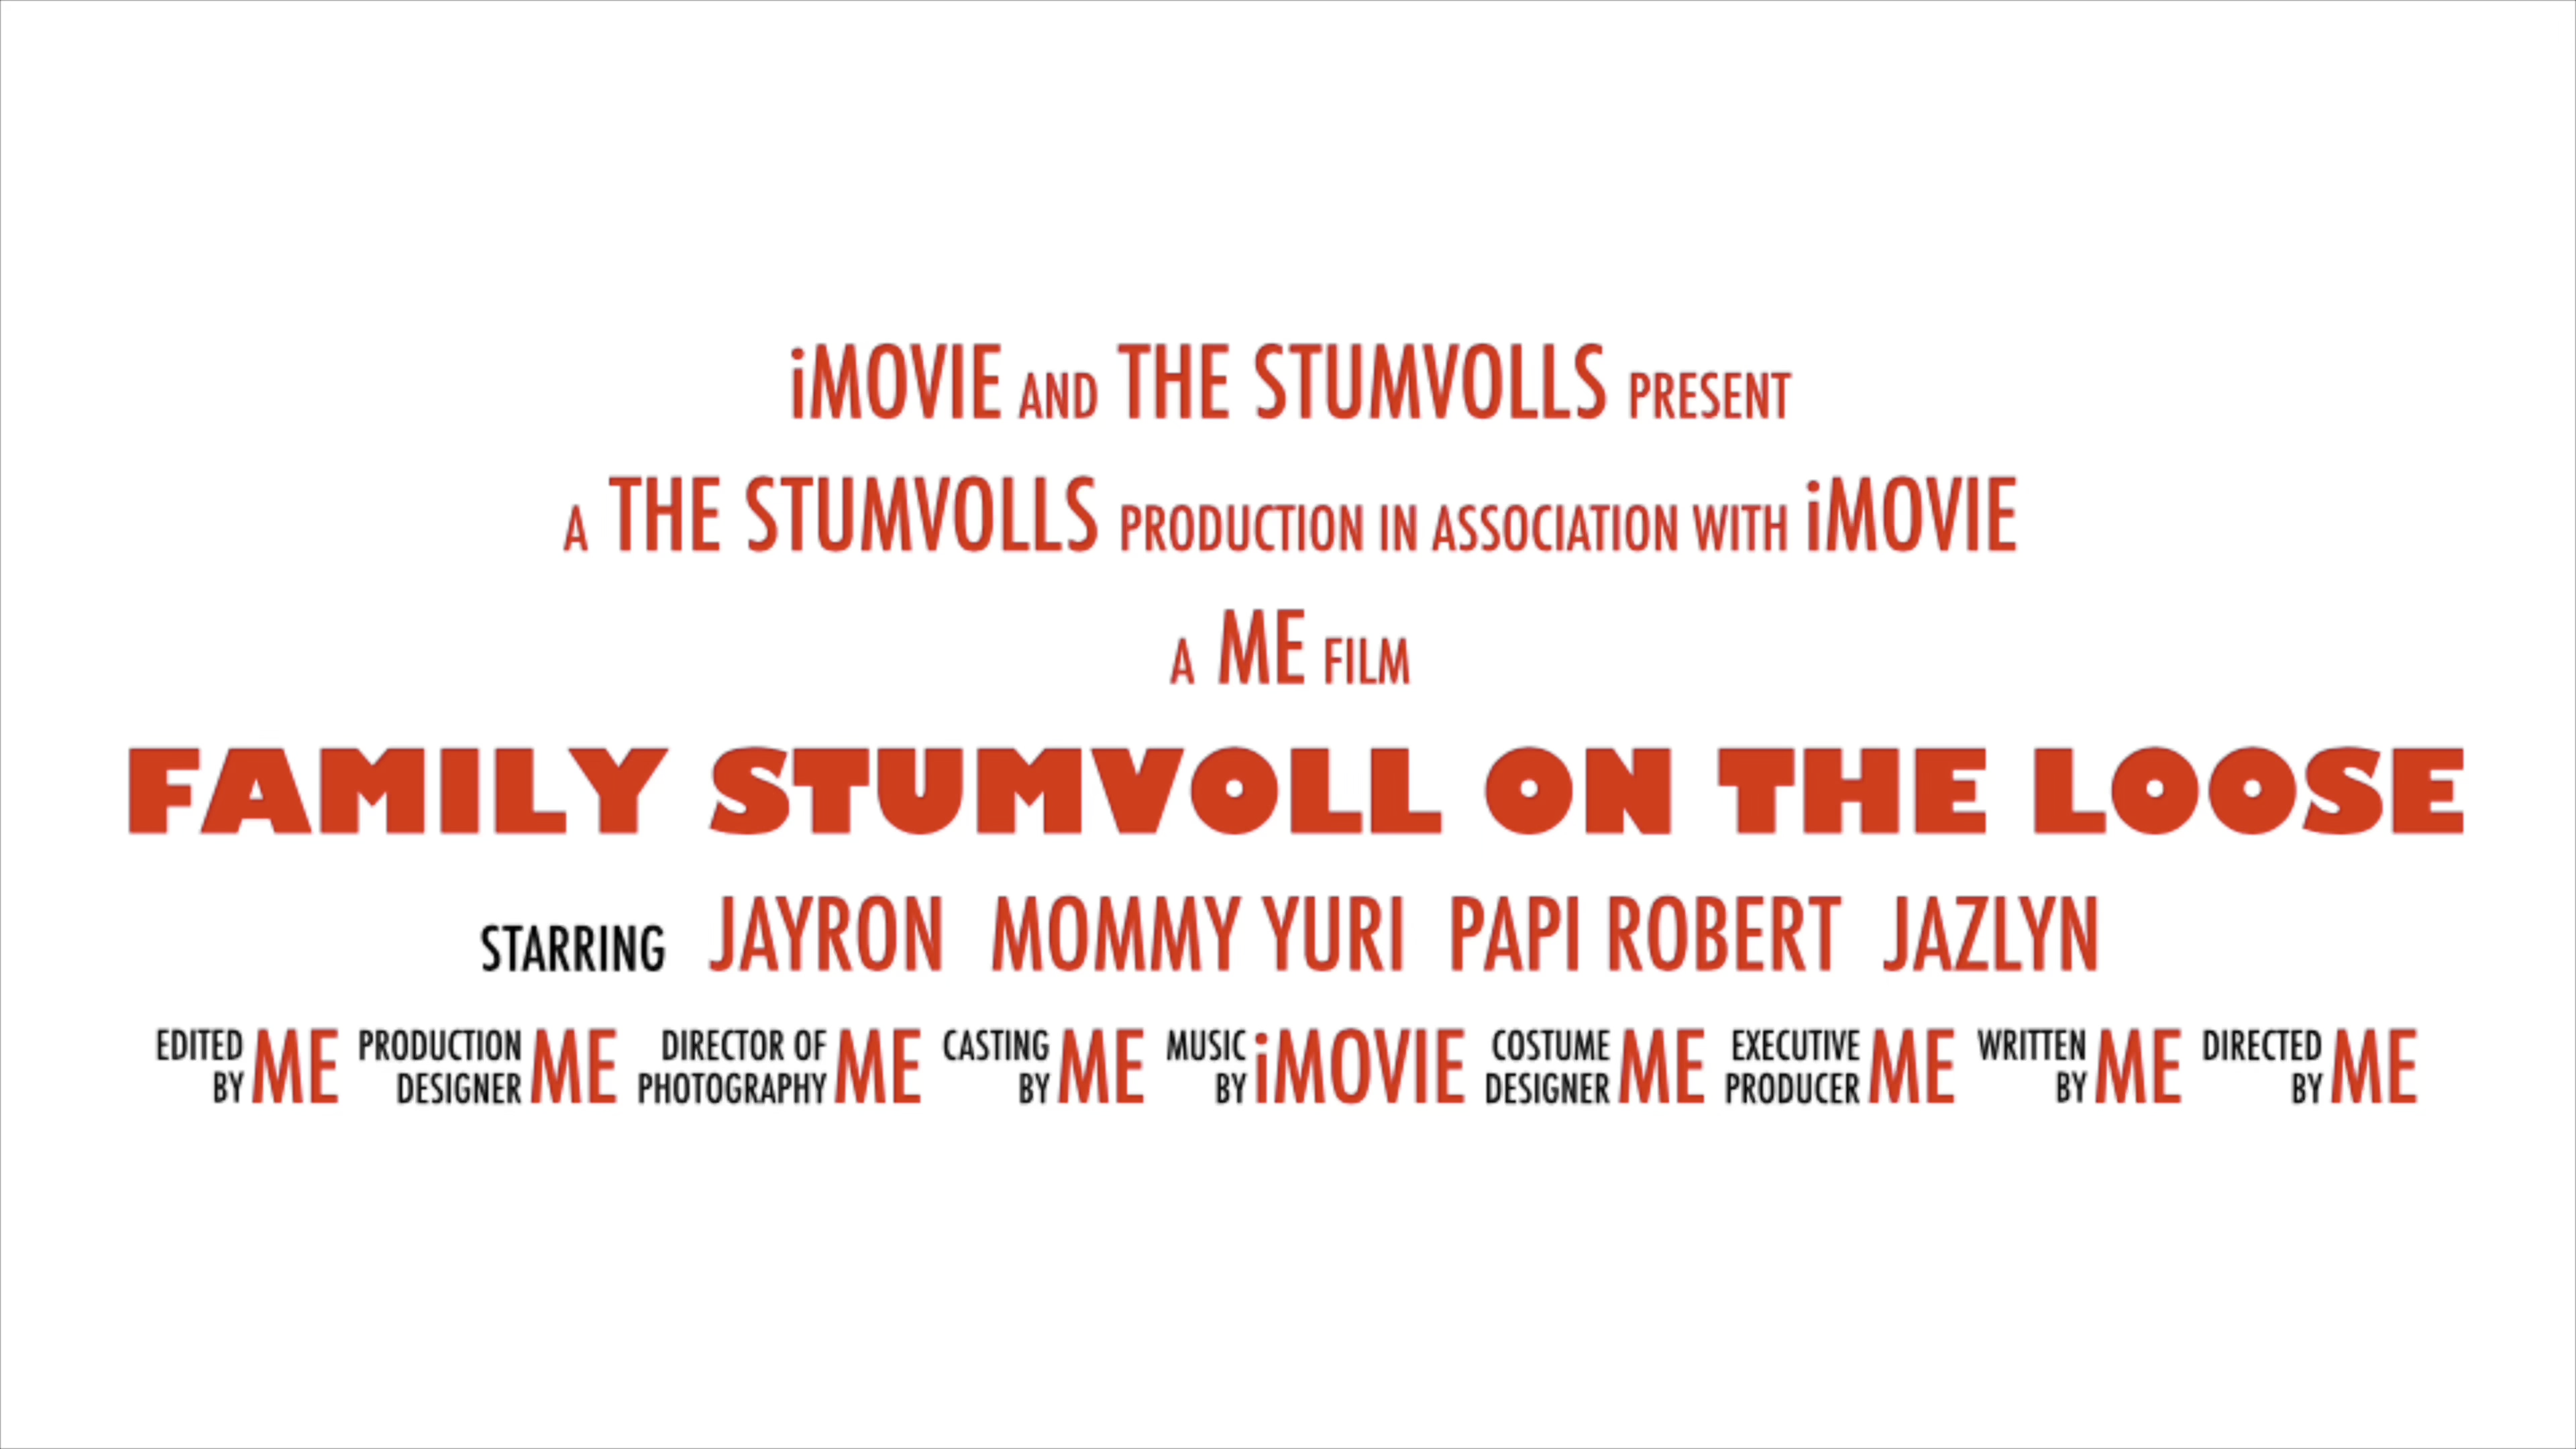 iMOVIE AND THE STUMVOLLS PRESENT
A THE STUMVOLLS PRODUCTION IN ASSOCIATION WITH iMOVIE
A ME FILM
FAMILY STUMVOLL ON THE LOOSE
STARRING JAYRON MOMMY YURI PAPI ROBERT JAZLYN
EDITED BY ME PRODUCTION DESIGNER ME DIRECTOR OF PHOTOGRAPHY ME CASTING BY ME MUSIC BY iMOVIE COSTUME DESIGNER ME EXECUTIVE PRODUCER ME WRITTEN BY ME DIRECTED BY ME